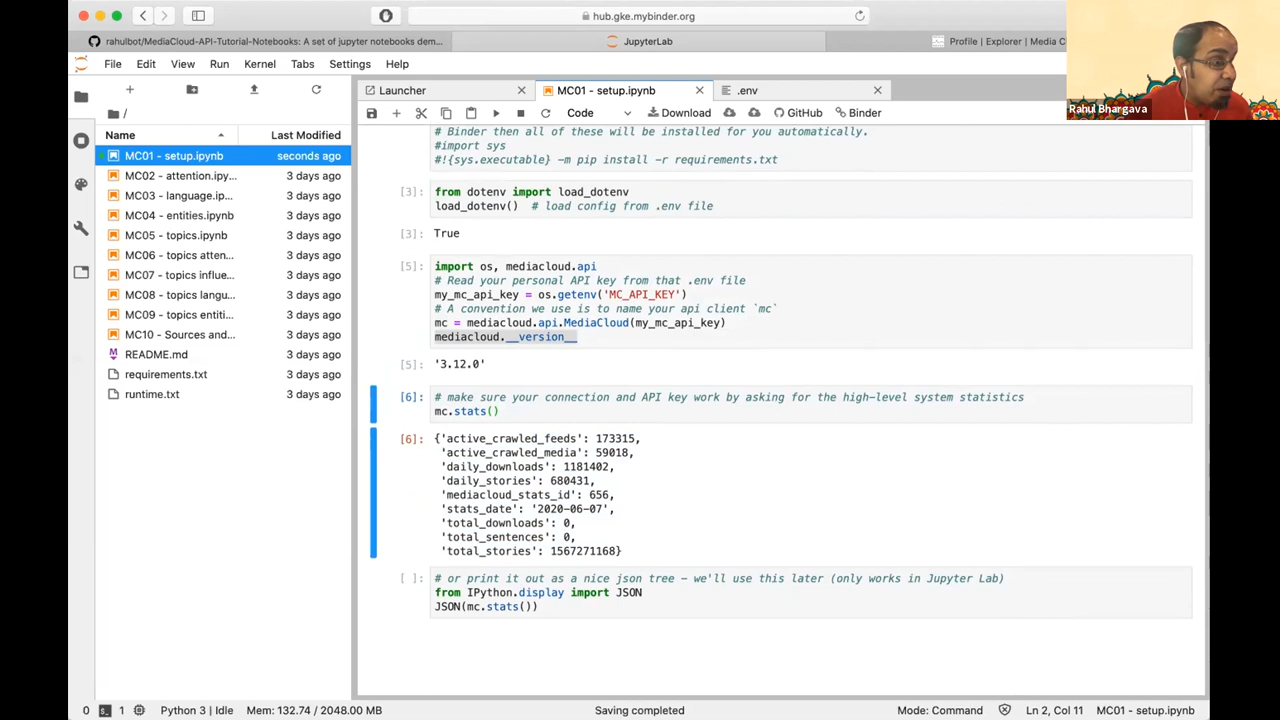 hub.gke.mybinder.org
rahulbot/MediaCloud-API-Tutorial-Notebooks: A set of jupyter notebooks dem...
JupyterLab
Profile | Explorer | Media C
Rahul Bhargava
File Edit View Run Kernel Tabs Settings Help
Launcher
MC01 - setup.ipynb
.env
Code
Download
GitHub
Binder
/
Name Last Modified
MC01 - setup.ipynb seconds ago
MC02 - attention.ipy... 3 days ago
MC03 - language.ip... 3 days ago
MC04 - entities.ipynb 3 days ago
MC05 - topics.ipynb 3 days ago
MC06 - topics atten... 3 days ago
MC07 - topics influe... 3 days ago
MC08 - topics langu... 3 days ago
MC09 - topics entiti... 3 days ago
MC10 - Sources and... 3 days ago
README.md 3 days ago
requirements.txt 3 days ago
runtime.txt 3 days ago
# Binder then all of these will be installed for you automatically.
#import sys
#!{sys.executable} -m pip install -r requirements.txt
[3]: from dotenv import load_dotenv
load_dotenv() # load config from .env file
[3]: True
[5]: import os, mediacloud.api
# Read your personal API key from that .env file
my_mc_api_key = os.getenv('MC_API_KEY')
# A convention we use is to name your api client `mc`
mc = mediacloud.api.MediaCloud(my_mc_api_key)
mediacloud.__version__
[5]: '3.12.0'
[6]: # make sure your connection and API key work by asking for the high-level system statistics
mc.stats()
[6]: {'active_crawled_feeds': 173315,
'active_crawled_media': 59018,
'daily_downloads': 1181402,
'daily_stories': 680431,
'mediacloud_stats_id': 656,
'stats_date': '2020-06-07',
'total_downloads': 0,
'total_sentences': 0,
'total_stories': 1567271168}
[ ]: # or print it out as a nice json tree - we'll use this later (only works in Jupyter Lab)
from IPython.display import JSON
JSON(mc.stats())
0 1 Python 3 | Idle Mem: 132.74 / 2048.00 MB Saving completed Mode: Command Ln 2, Col 11 MC01 - setup.ipynb